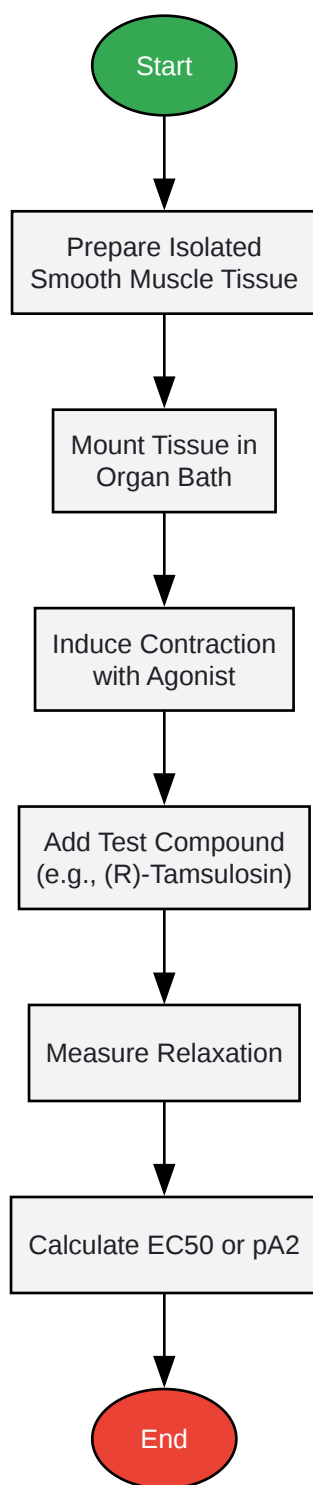 Start
Prepare Isolated
Smooth Muscle Tissue
Mount Tissue in
Organ Bath
Induce Contraction
with Agonist
Add Test Compound
(e.g., (R)-Tamsulosin)
Measure Relaxation
Calculate EC50 or pA2
End